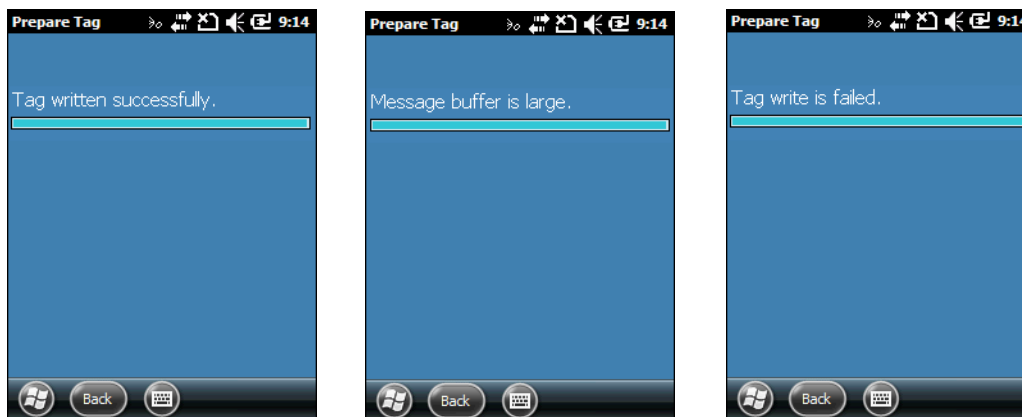 Prepare Tag 9:14
Tag written successfully.
Back
Prepare Tag 9:14
Message buffer is large.
Back
Prepare Tag 9:14
Tag write is failed.
Back